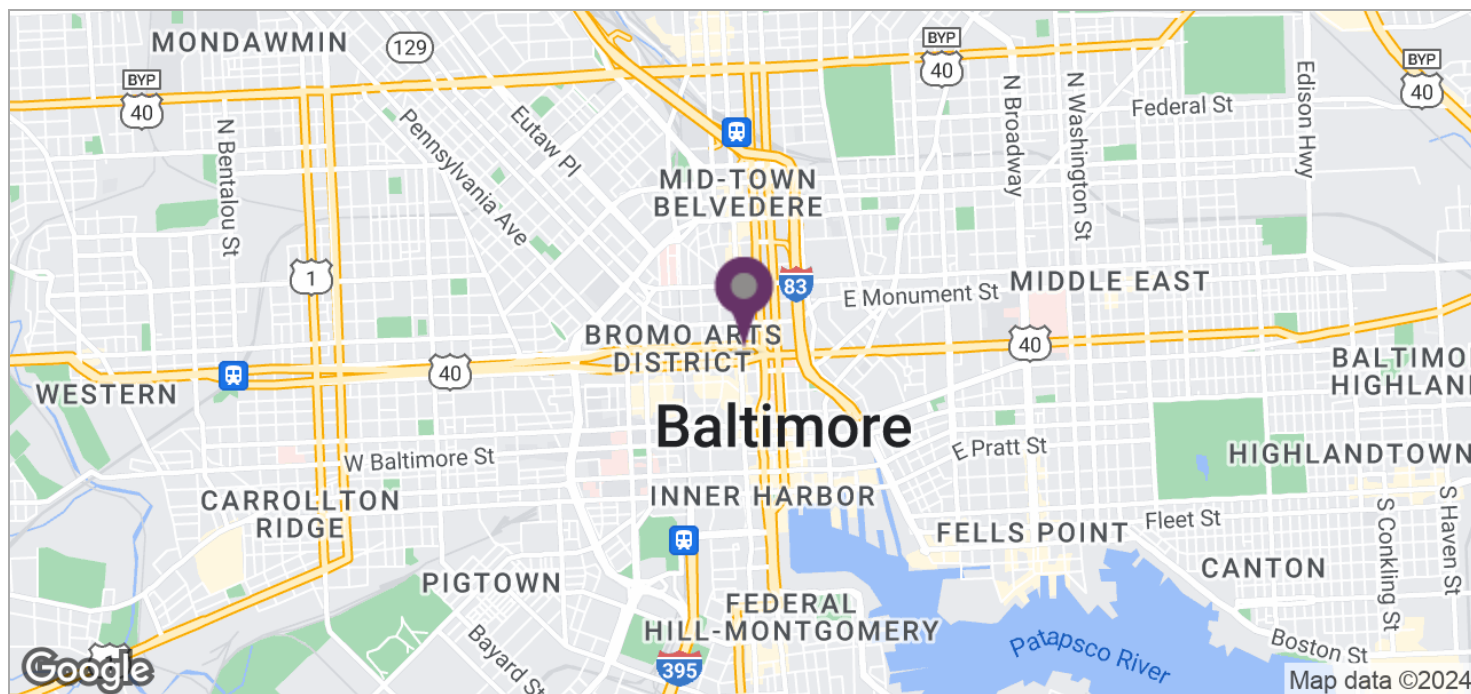 MONDAWMIN
129
BYP
40
BYP
40
BYP
40
N Bentalou St
Pennsylvania Ave
Eutaw Pl
N Broadway
N Washington St
Federal St
Edison Hwy
MID-TOWN
BELVEDERE
1
83
E Monument St
MIDDLE EAST
BROMO ARTS
DISTRICT
40
40
WESTERN
BALTIMO
HIGHLAN
Baltimore
W Baltimore St
E Pratt St
HIGHLANDTOWN
CARROLLTON
RIDGE
INNER HARBOR
FELLS POINT
Fleet St
S Conkling St
S Haven St
PIGTOWN
CANTON
FEDERAL
HILL-MONTGOMERY
Bayard St
395
Patapsco River
Boston St
1
Google
Map data ©2024